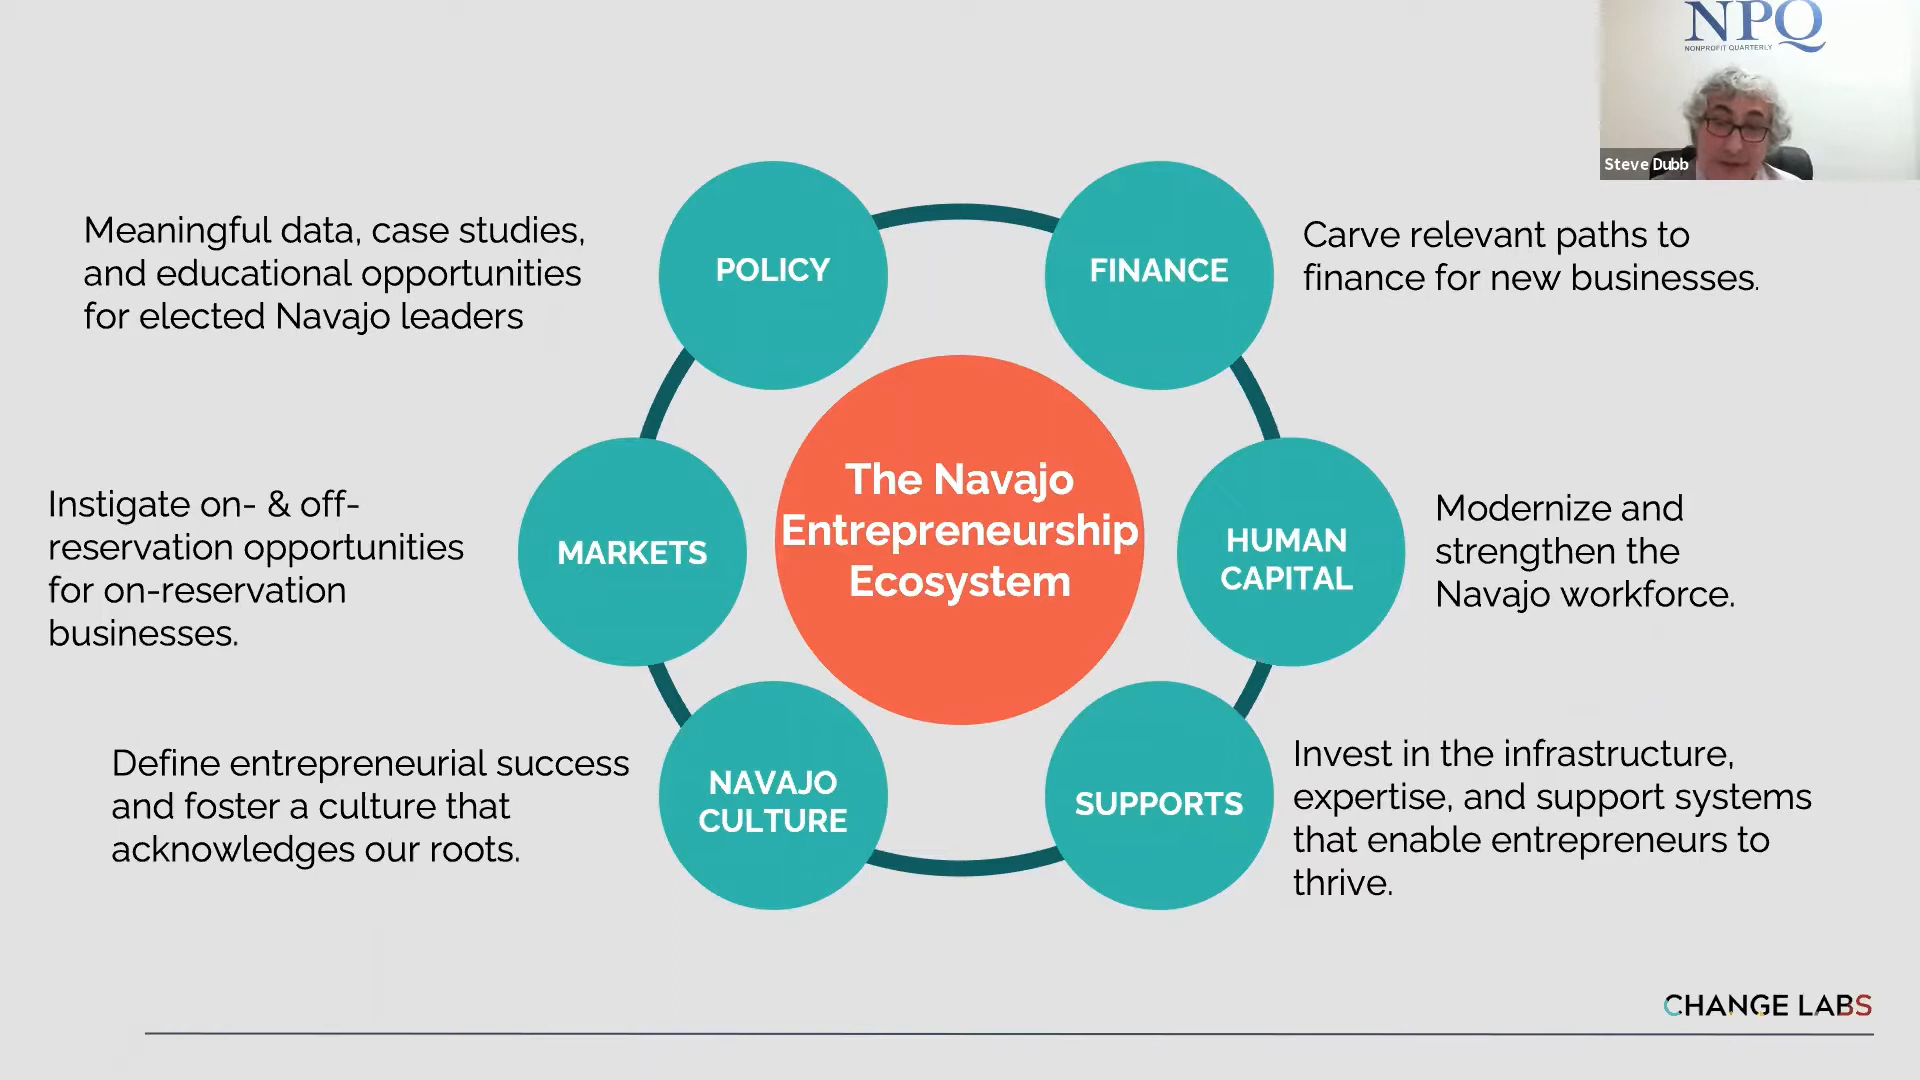 NPQ
NONPROFIT QUARTERLY
Steve Dubb
POLICY
Meaningful data, case studies,
and educational opportunities
for elected Navajo leaders
FINANCE
Carve relevant paths to
finance for new businesses.
The Navajo
Entrepreneurship
Ecosystem
MARKETS
Instigate on- & off-
reservation opportunities
for on-reservation
businesses.
HUMAN
CAPITAL
Modernize and
strengthen the
Navajo workforce.
NAVAJO
CULTURE
Define entrepreneurial success
and foster a culture that
acknowledges our roots.
SUPPORTS
Invest in the infrastructure,
expertise, and support systems
that enable entrepreneurs to
thrive.
CHANGE LABS